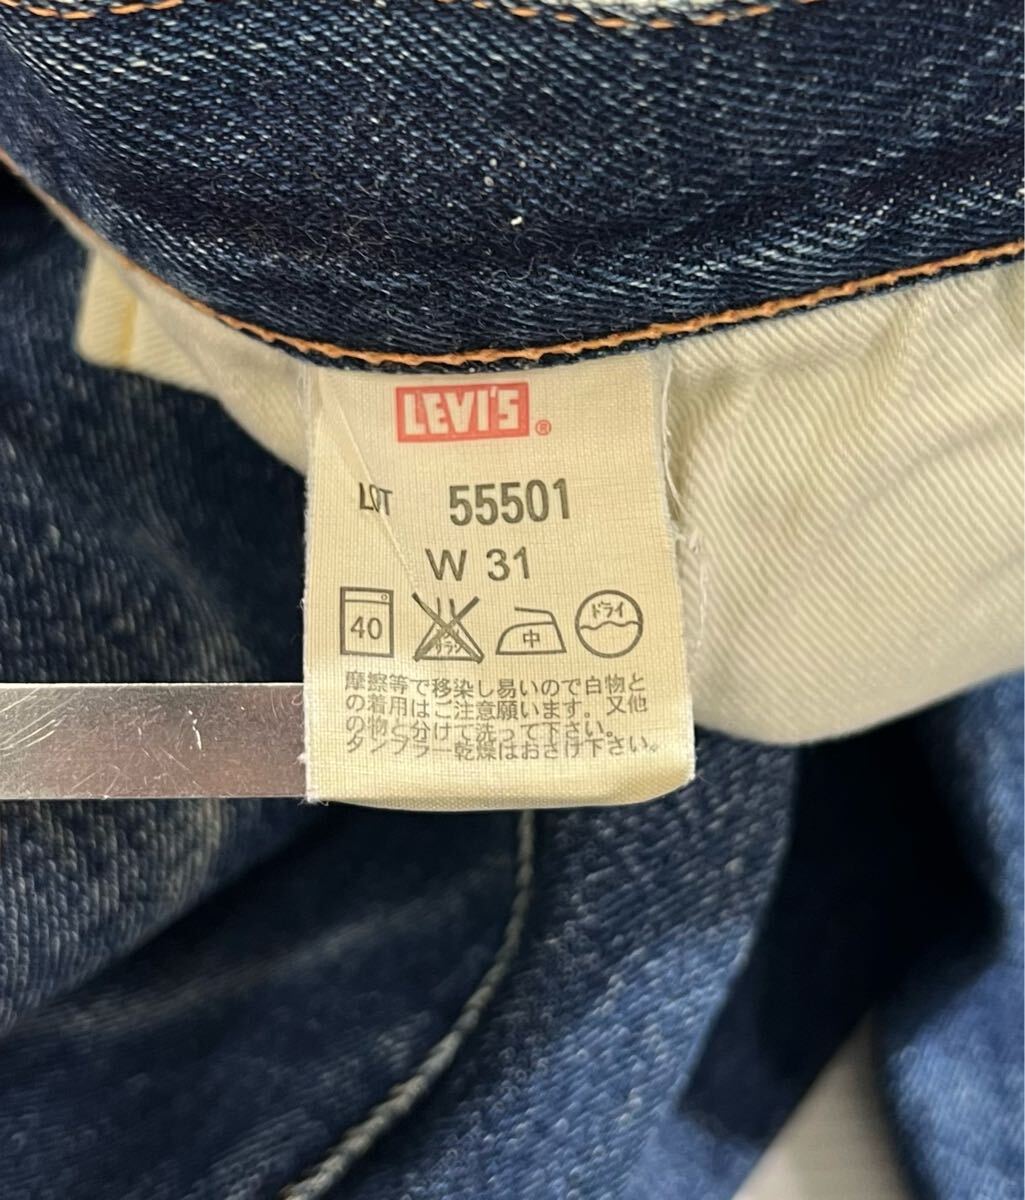 LEVI'S ®
LOT 55501
W 31
40 中 ドライ
摩擦等で移染し易いので白物と
の着用はご注意願います。又他
の物と分けて洗って下さい。
タンブラー乾燥はおさけ下さい。